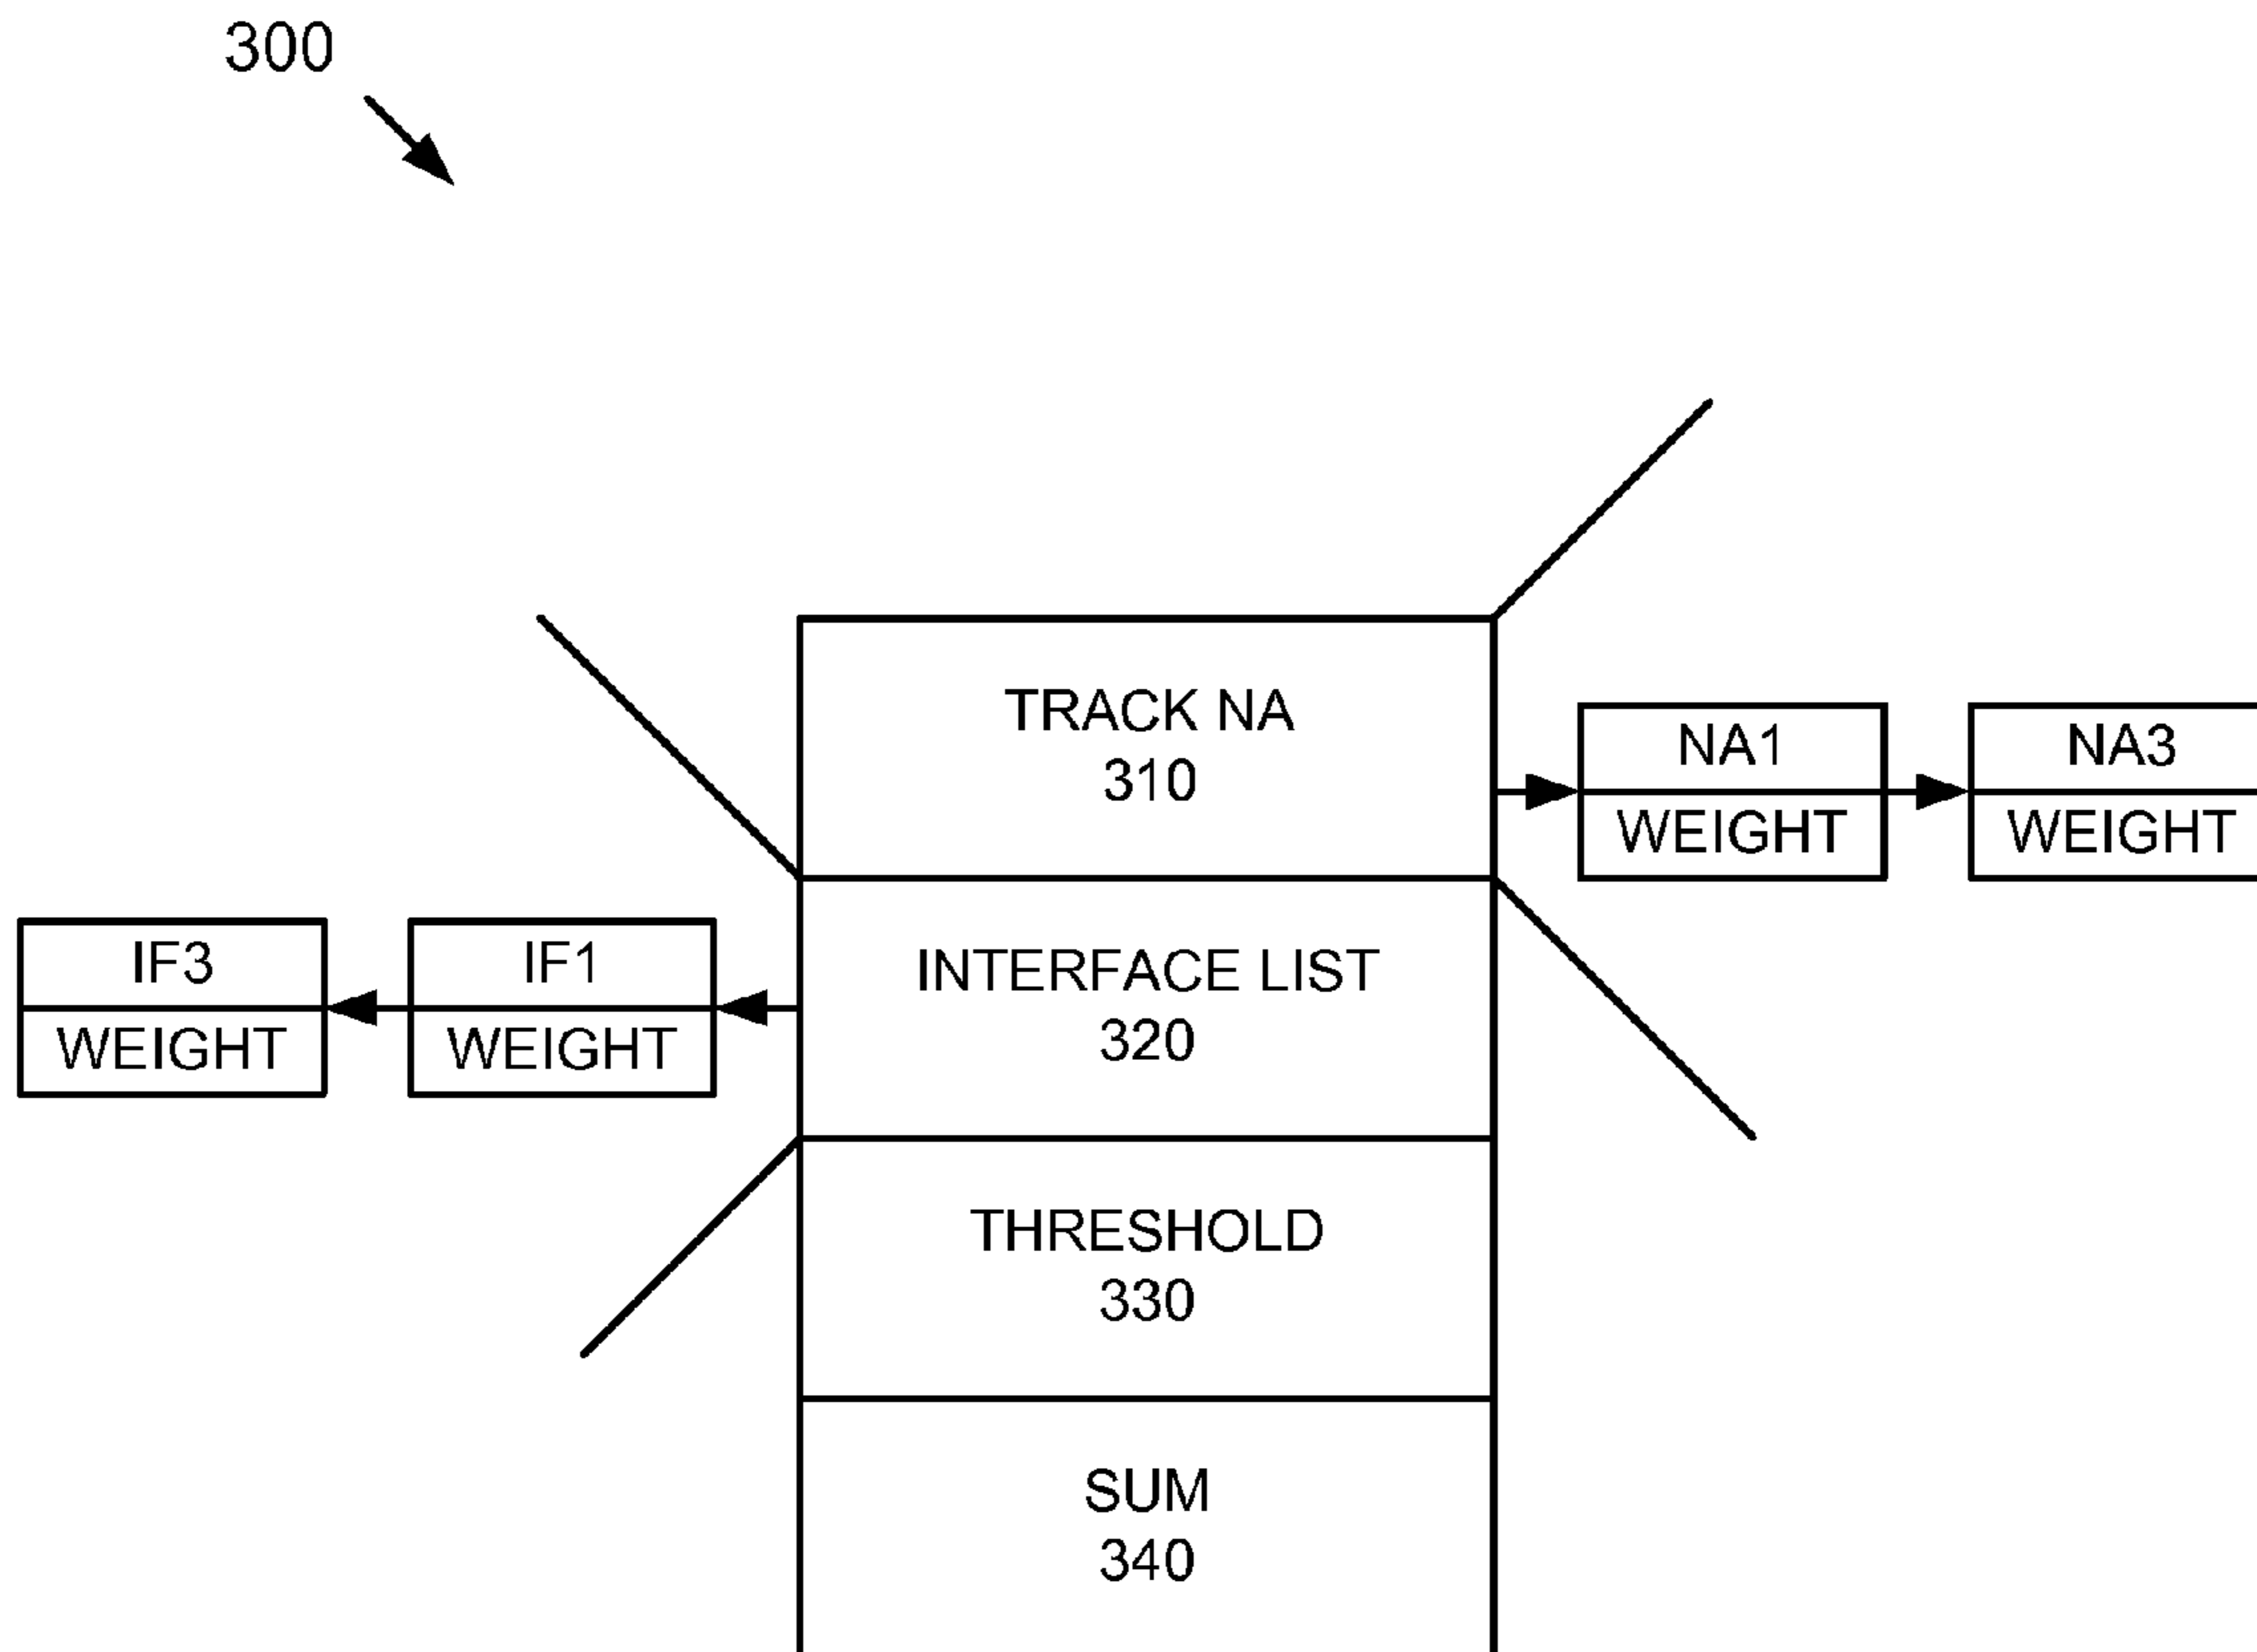 300
TRACK NA
310
NA1
WEIGHT
NA3
WEIGHT
IF3
WEIGHT
IF1
WEIGHT
INTERFACE LIST
320
THRESHOLD
330
SUM
340